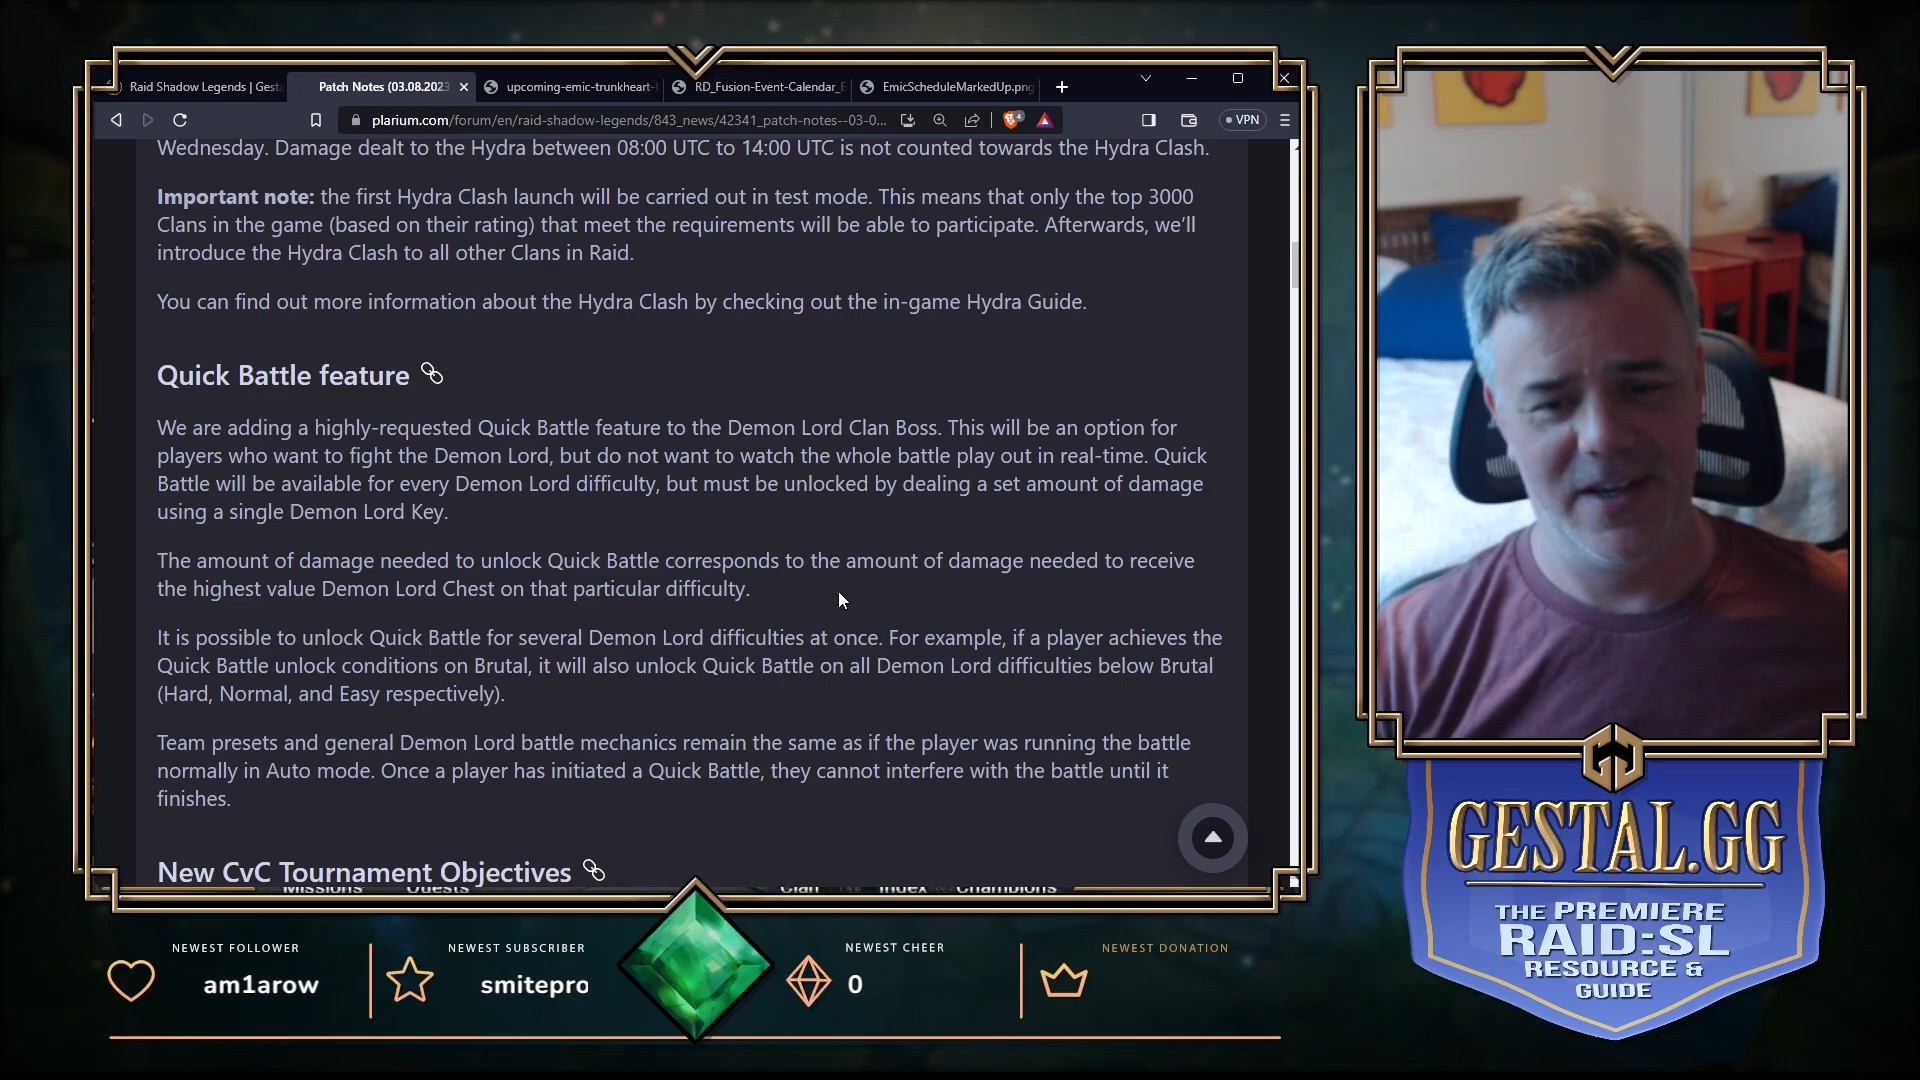 Raid Shadow Legends | Gest
Patch Notes (03.08.2023
upcoming-emic-trunkheart-
RD_Fusion-Event-Calendar_E
EmicScheduleMarkedUp.png
plarium.com/forum/en/raid-shadow-legends/843_news/42341_patch-notes--03-0...
4
VPN
Wednesday. Damage dealt to the Hydra between 08:00 UTC to 14:00 UTC is not counted towards the Hydra Clash.
Important note: the first Hydra Clash launch will be carried out in test mode. This means that only the top 3000
Clans in the game (based on their rating) that meet the requirements will be able to participate. Afterwards, we'll
introduce the Hydra Clash to all other Clans in Raid.
You can find out more information about the Hydra Clash by checking out the in-game Hydra Guide.
Quick Battle feature
We are adding a highly-requested Quick Battle feature to the Demon Lord Clan Boss. This will be an option for
players who want to fight the Demon Lord, but do not want to watch the whole battle play out in real-time. Quick
Battle will be available for every Demon Lord difficulty, but must be unlocked by dealing a set amount of damage
using a single Demon Lord Key.
The amount of damage needed to unlock Quick Battle corresponds to the amount of damage needed to receive
the highest value Demon Lord Chest on that particular difficulty.
It is possible to unlock Quick Battle for several Demon Lord difficulties at once. For example, if a player achieves the
Quick Battle unlock conditions on Brutal, it will also unlock Quick Battle on all Demon Lord difficulties below Brutal
(Hard, Normal, and Easy respectively).
Team presets and general Demon Lord battle mechanics remain the same as if the player was running the battle
normally in Auto mode. Once a player has initiated a Quick Battle, they cannot interfere with the battle until it
finishes.
New CvC Tournament Objectives
Missions Quests Clan Index Champions
NEWEST FOLLOWER
am1arow
NEWEST SUBSCRIBER
smitepro
NEWEST CHEER
0
NEWEST DONATION
GESTAL.GG
THE PREMIERE
RAID:SL
RESOURCE &
GUIDE